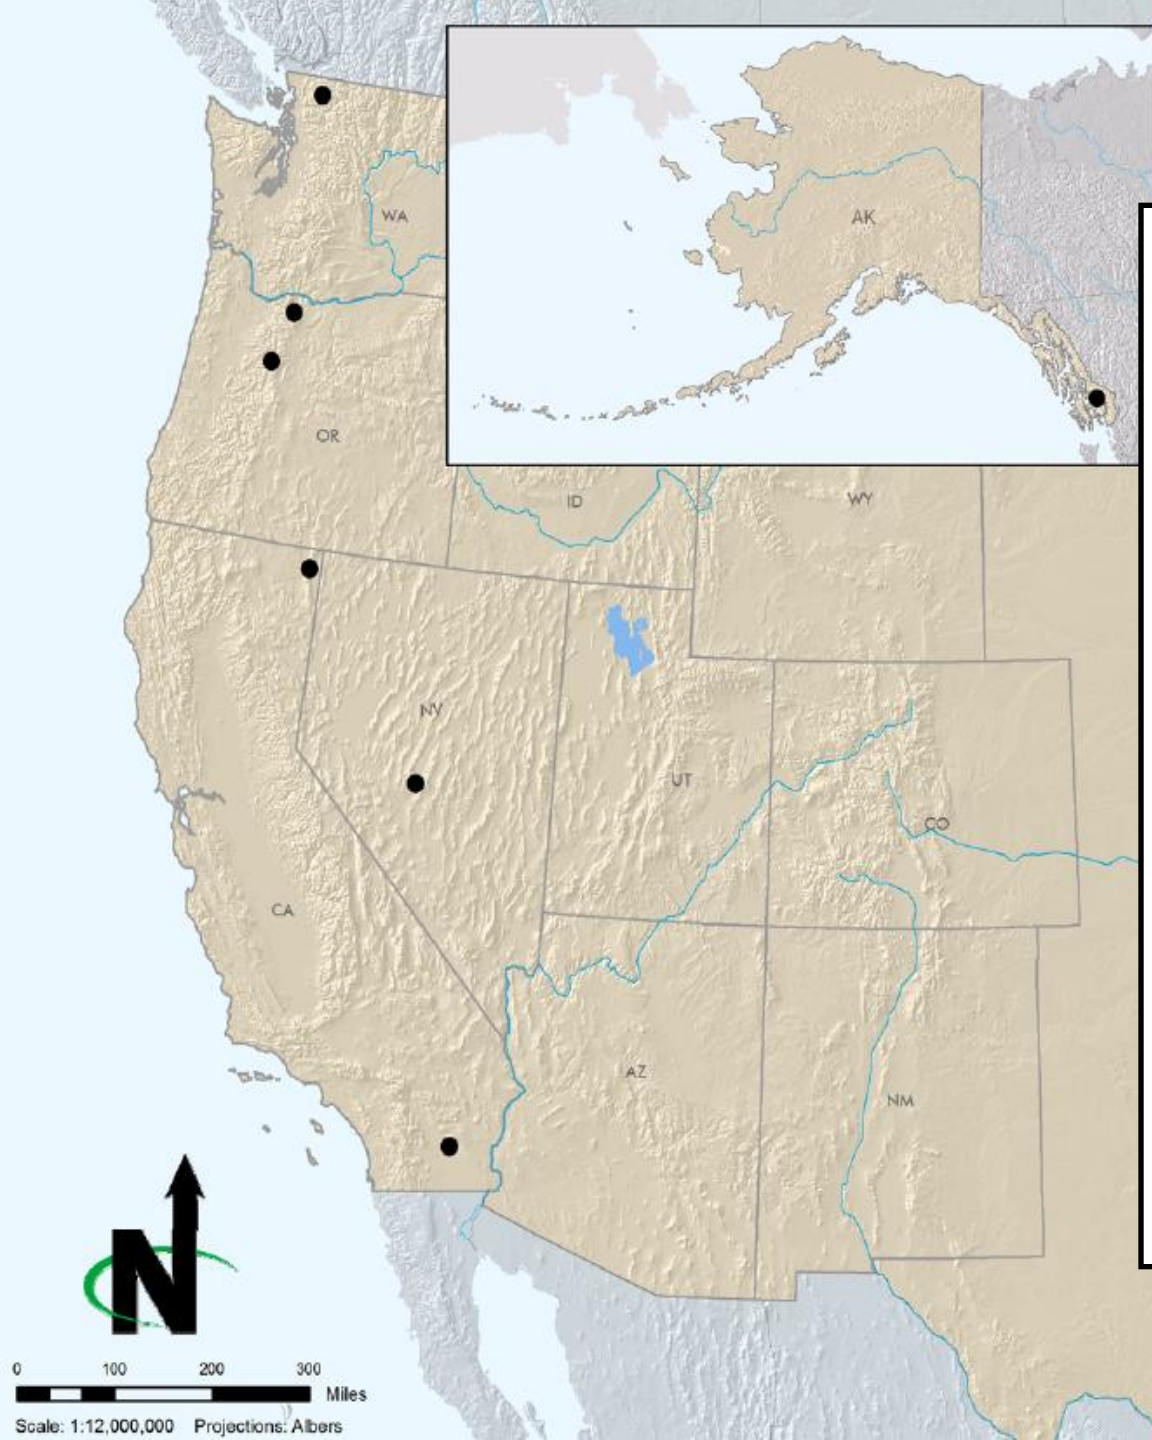 AK
WA
OR
ID
WY
NV
UT
CO
CA
AZ
NM
N
0 100 200 300
Miles
Scale: 1:12,000,000 Projections: Albers